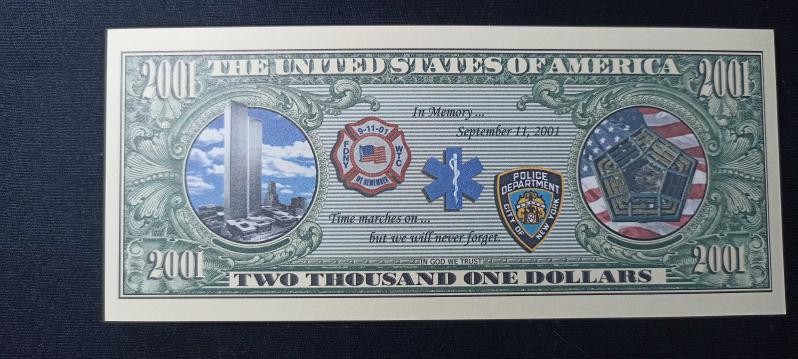 2001
THE UNITED STATES OF AMERICA
2001
In Memory...
September 11, 2001
9-11-01
FDNY
WTC
WE REMEMBER
POLICE
DEPARTMENT
CITY OF
NEW YORK
Time marches on...
but we will never forget.
IN GOD WE TRUST
2001
TWO THOUSAND ONE DOLLARS
2001